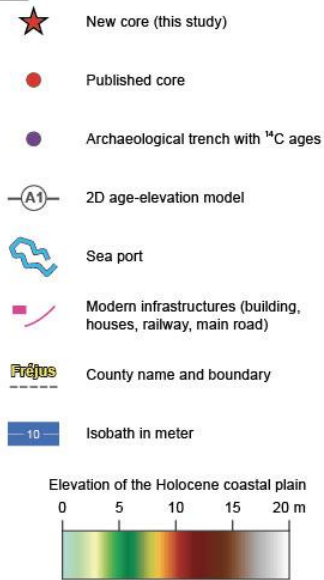 New core (this study)
Published core
Archaeological trench with ¹⁴C ages
A1 2D age-elevation model
Sea port
Modern infrastructures (building,
houses, railway, main road)
Fréjus County name and boundary
10 Isobath in meter
Elevation of the Holocene coastal plain
0 5 10 15 20 m